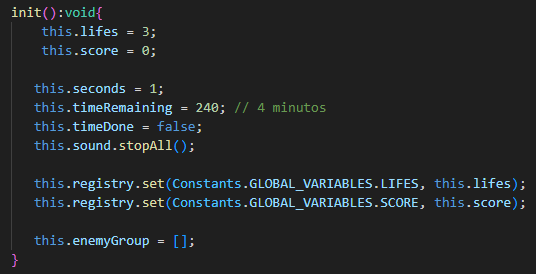 init():void{
    this.lifes = 3;
    this.score = 0;

   this.seconds = 1;
   this.timeRemaining = 240; // 4 minutos
   this.timeDone = false;
   this.sound.stopAll();

   this.registry.set(Constants.GLOBAL_VARIABLES.LIFES, this.lifes);
   this.registry.set(Constants.GLOBAL_VARIABLES.SCORE, this.score);

   this.enemyGroup = [];
}